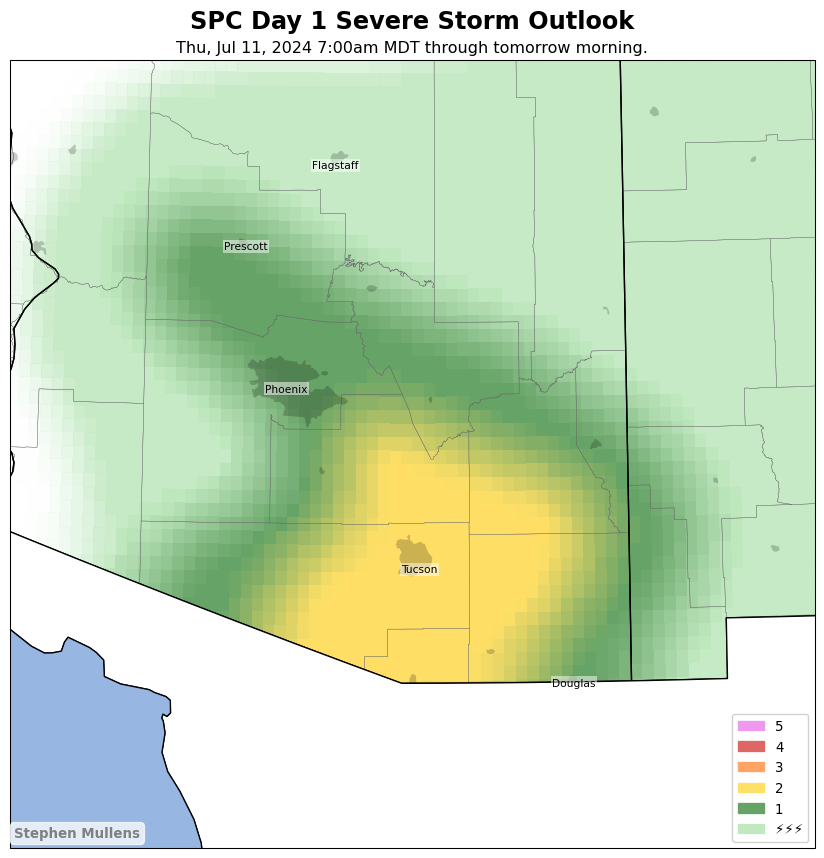 SPC Day 1 Severe Storm Outlook
Thu, Jul 11, 2024 7:00am MDT through tomorrow morning.
Flagstaff
Prescott
Phoenix
Tucson
Douglas
5
4
3
2
1
⚡⚡⚡
Stephen Mullens